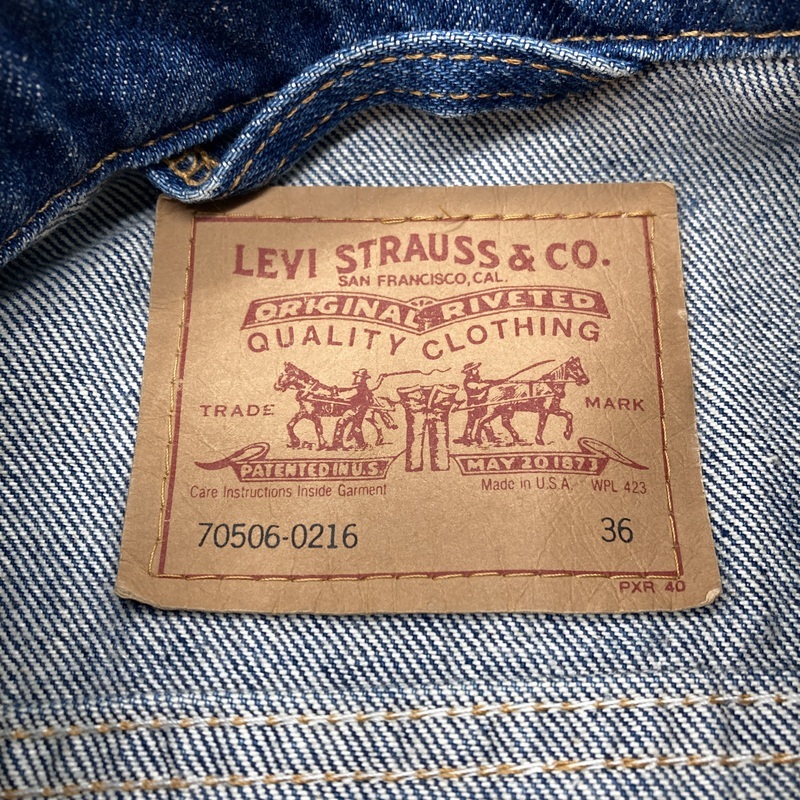 LEVI STRAUSS & CO.
SAN FRANCISCO, CAL.
ORIGINAL RIVETED
QUALITY CLOTHING
TRADE MARK
PATENTED IN U.S. MAY 20 1873
Care Instructions Inside Garment Made in U.S.A. WPL 423
70506-0216 36
PXR 40